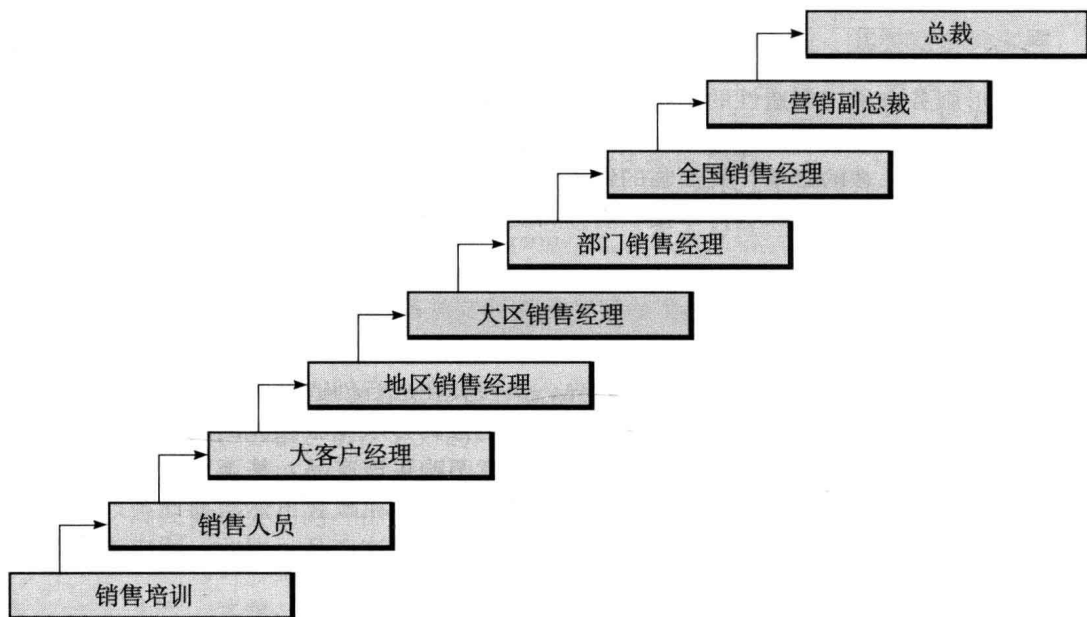 总裁
营销副总裁
全国销售经理
部门销售经理
大区销售经理
地区销售经理
大客户经理
销售人员
销售培训